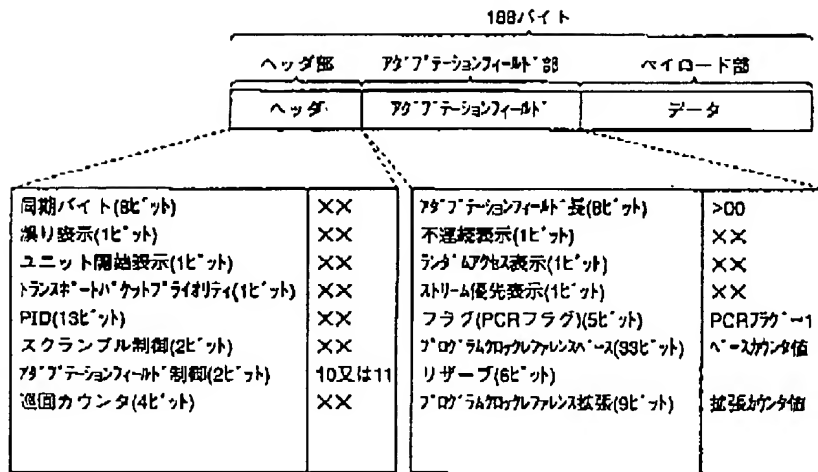 188バイト
ヘッダ部 アダプテーションフィールド部 ペイロード部
ヘッダ アダプテーションフィールド データ
同期バイト(8ビット) ××
誤り表示(1ビット) ××
ユニット開始表示(1ビット) ××
トランスポートパケットプライオリティ(1ビット) ××
PID(13ビット) ××
スクランブル制御(2ビット) ××
アダプテーションフィールド制御(2ビット) 10又は11
巡回カウンタ(4ビット) ××
アダプテーションフィールド長(8ビット) >00
不連続表示(1ビット) ××
ランダムアクセス表示(1ビット) ××
ストリーム優先表示(1ビット) ××
フラグ(PCRフラグ)(5ビット) PCRフラグ=1
プログラムクロックレファレンスベース(33ビット) ベースカウンタ値
リザーブ(6ビット)
プログラムクロックレファレンス拡張(9ビット) 拡張カウンタ値